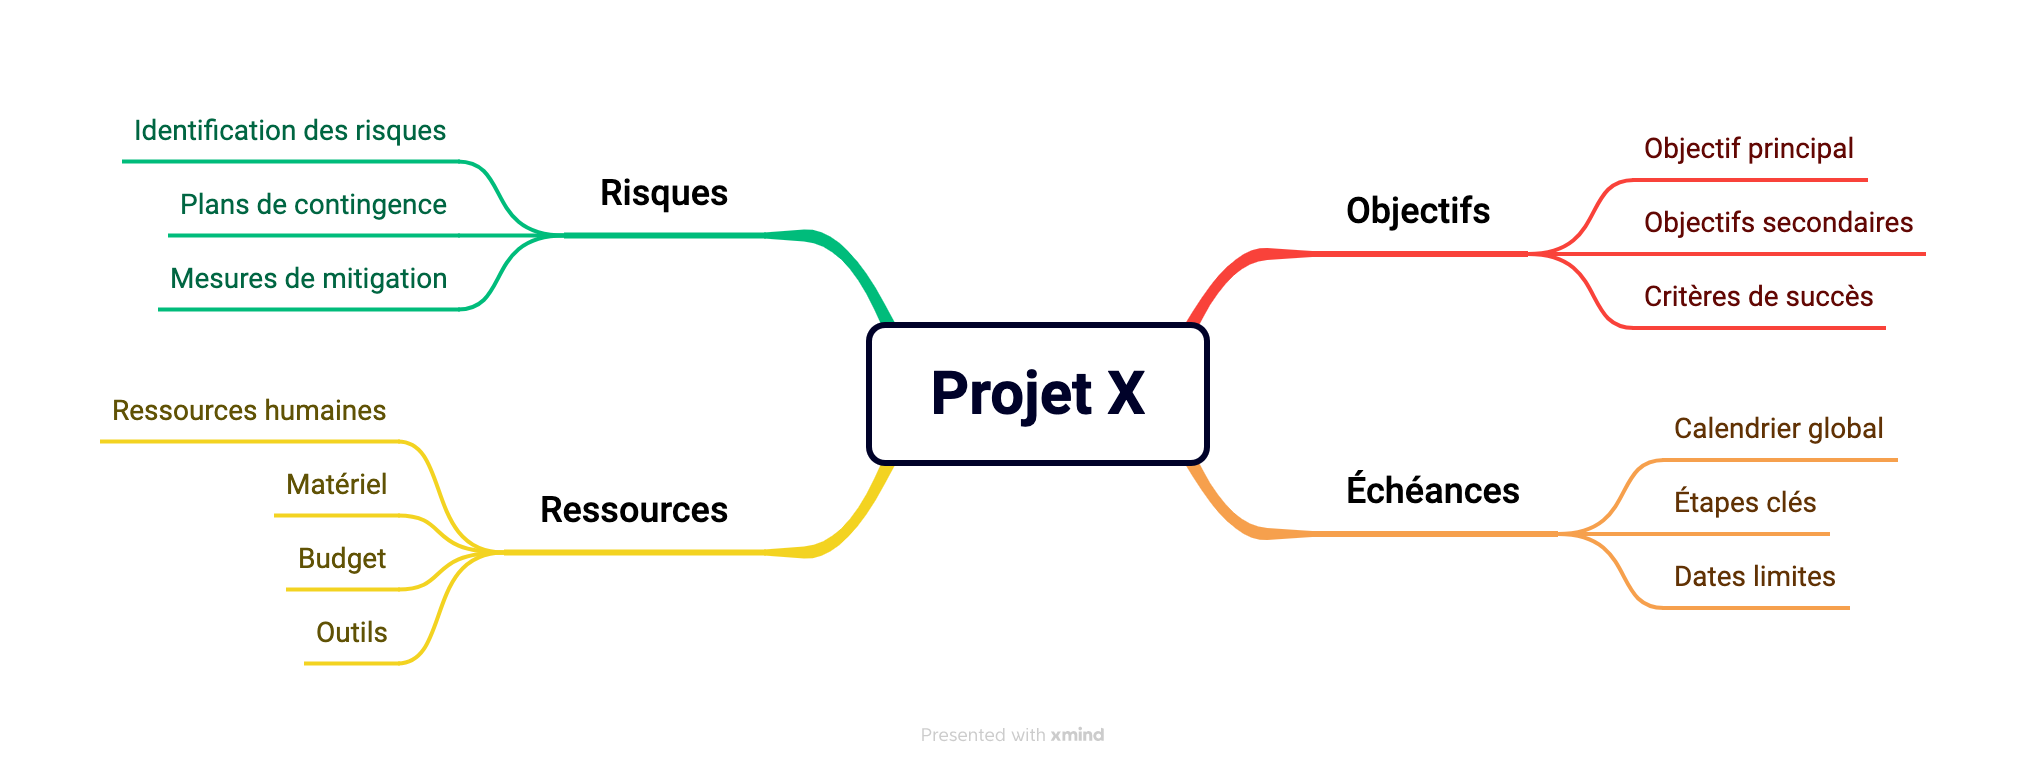 Projet X
Objectifs
Objectif principal
Objectifs secondaires
Critères de succès
Échéances
Calendrier global
Étapes clés
Dates limites
Ressources
Ressources humaines
Matériel
Budget
Outils
Risques
Identification des risques
Plans de contingence
Mesures de mitigation
Presented with xmind